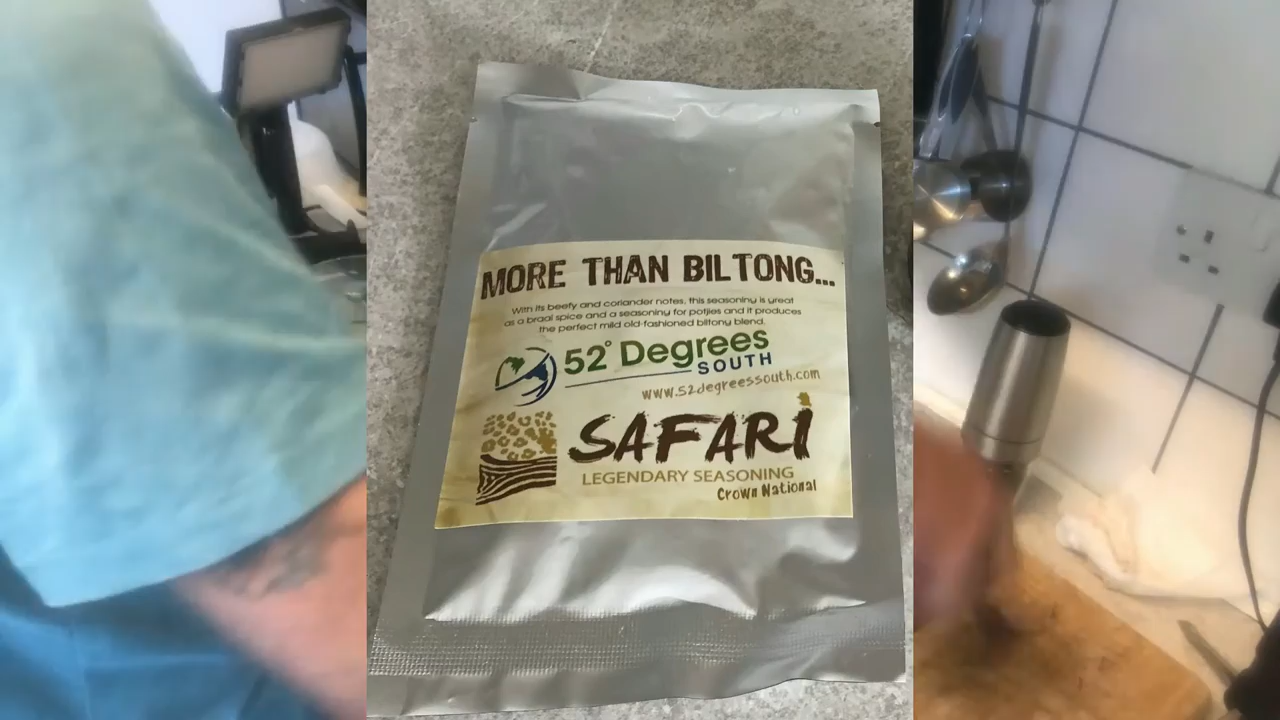 MORE THAN BILTONG...
With its beefy and coriander notes, this seasoning is great
as a braai spice and a seasoning for potjies and it produces
the perfect mild old-fashioned biltong blend.
52° Degrees
SOUTH
www.52degreessouth.com
SAFARI
LEGENDARY SEASONING
Crown National